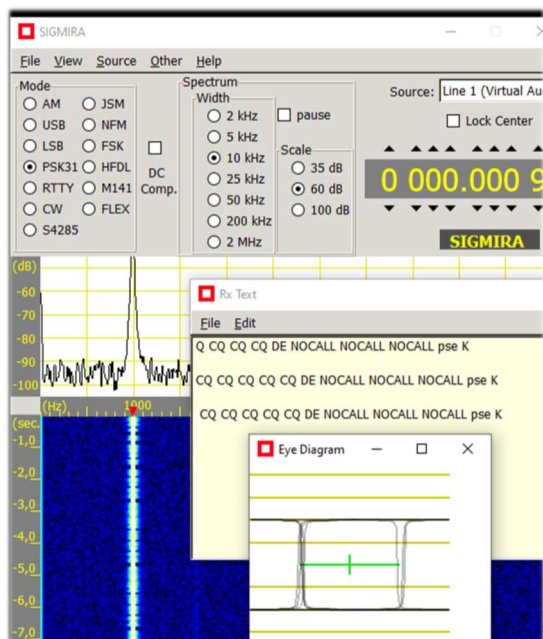 SIGMIRA
File View Source Other Help
Mode
AM JSM
USB NFM
LSB FSK
PSK31 HFDL
RTTY M141
CW FLEX
S4285
DC
Comp.
Spectrum
Width
2 kHz
5 kHz
10 kHz
25 kHz
50 kHz
200 kHz
2 MHz
pause
Scale
35 dB
60 dB
100 dB
Source: Line 1 (Virtual Au
Lock Center
0 000.000 9
SIGMIRA
(dB)
-60
-70
-80
-90
-100
(Hz) 1000
(sec.
-1,0
-2,0
-3,0
-4,0
-5,0
-6,0
-7,0
Rx Text
File Edit
Q CQ CQ CQ DE NOCALL NOCALL NOCALL pse K
CQ CQ CQ CQ CQ DE NOCALL NOCALL NOCALL pse K
CQ CQ CQ CQ CQ DE NOCALL NOCALL NOCALL pse K
Eye Diagram